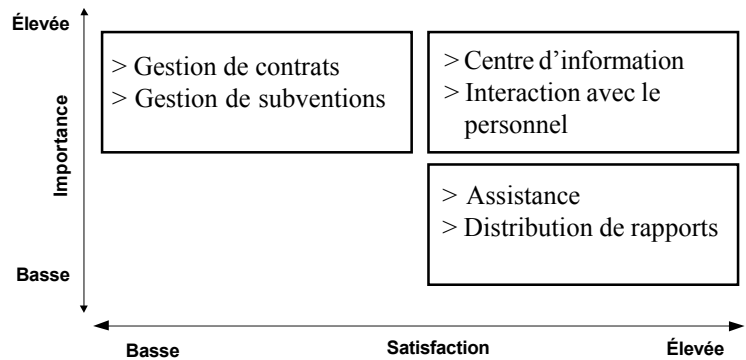 Élevée
> Gestion de contrats
> Gestion de subventions
> Centre d'information
> Interaction avec le
personnel
Importance
> Assistance
> Distribution de rapports
Basse
Basse
Satisfaction
Élevée